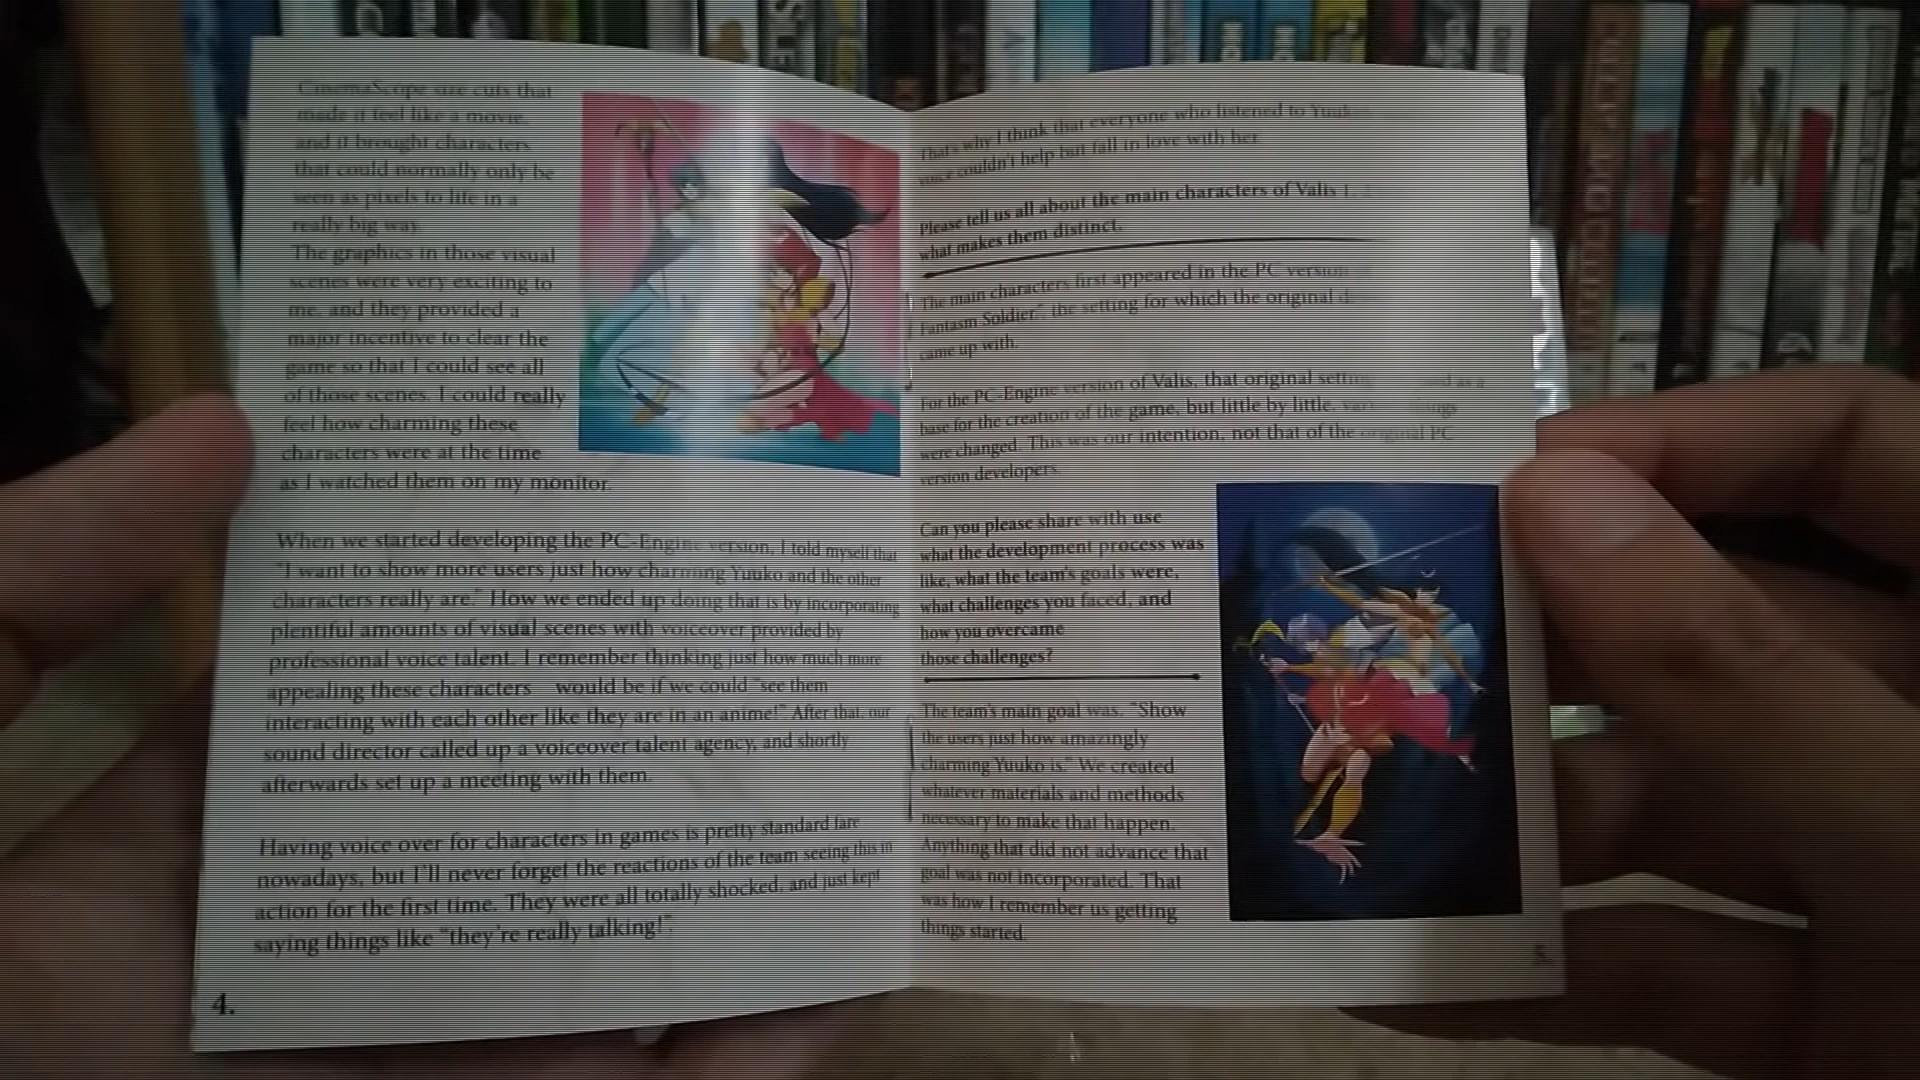 CinemaScope size cuts that
made it feel like a movie,
and it brought characters
that could normally only be
seen as pixels to life in a
really big way.
The graphics in those visual
scenes were very exciting to
me, and they provided a
major incentive to clear the
game so that I could see all
of those scenes. I could really
feel how charming these
characters were at the time
as I watched them on my monitor.
When we started developing the PC-Engine version, I told myself that
"I want to show more users just how charming Yuuko and the other
characters really are." How we ended up doing that is by incorporating
plentiful amounts of visual scenes with voiceover provided by
professional voice talent. I remember thinking just how much more
appealing these characters would be if we could "see them
interacting with each other like they are in an anime!" After that, our
sound director called up a voiceover talent agency, and shortly
afterwards set up a meeting with them.
Having voice over for characters in games is pretty standard fare
nowadays, but I'll never forget the reactions of the team seeing this in
action for the first time. They were all totally shocked, and just kept
saying things like "they're really talking!".
4.
That's why I think that everyone who listened to Yuuko
voice couldn't help but fall in love with her.
Please tell us all about the main characters of Valis 1,
what makes them distinct.
The main characters first appeared in the PC version
Fantasm Soldier", the setting for which the original
came up with.
For the PC-Engine version of Valis, that original setting as a
base for the creation of the game, but little by little, things
were changed. This was our intention, not that of the original PC
version developers.
Can you please share with use
what the development process was
like, what the team's goals were,
what challenges you faced, and
how you overcame
those challenges?
The team's main goal was, "Show
the users just how amazingly
charming Yuuko is." We created
whatever materials and methods
necessary to make that happen.
Anything that did not advance that
goal was not incorporated. That
was how I remember us getting
things started.
5.